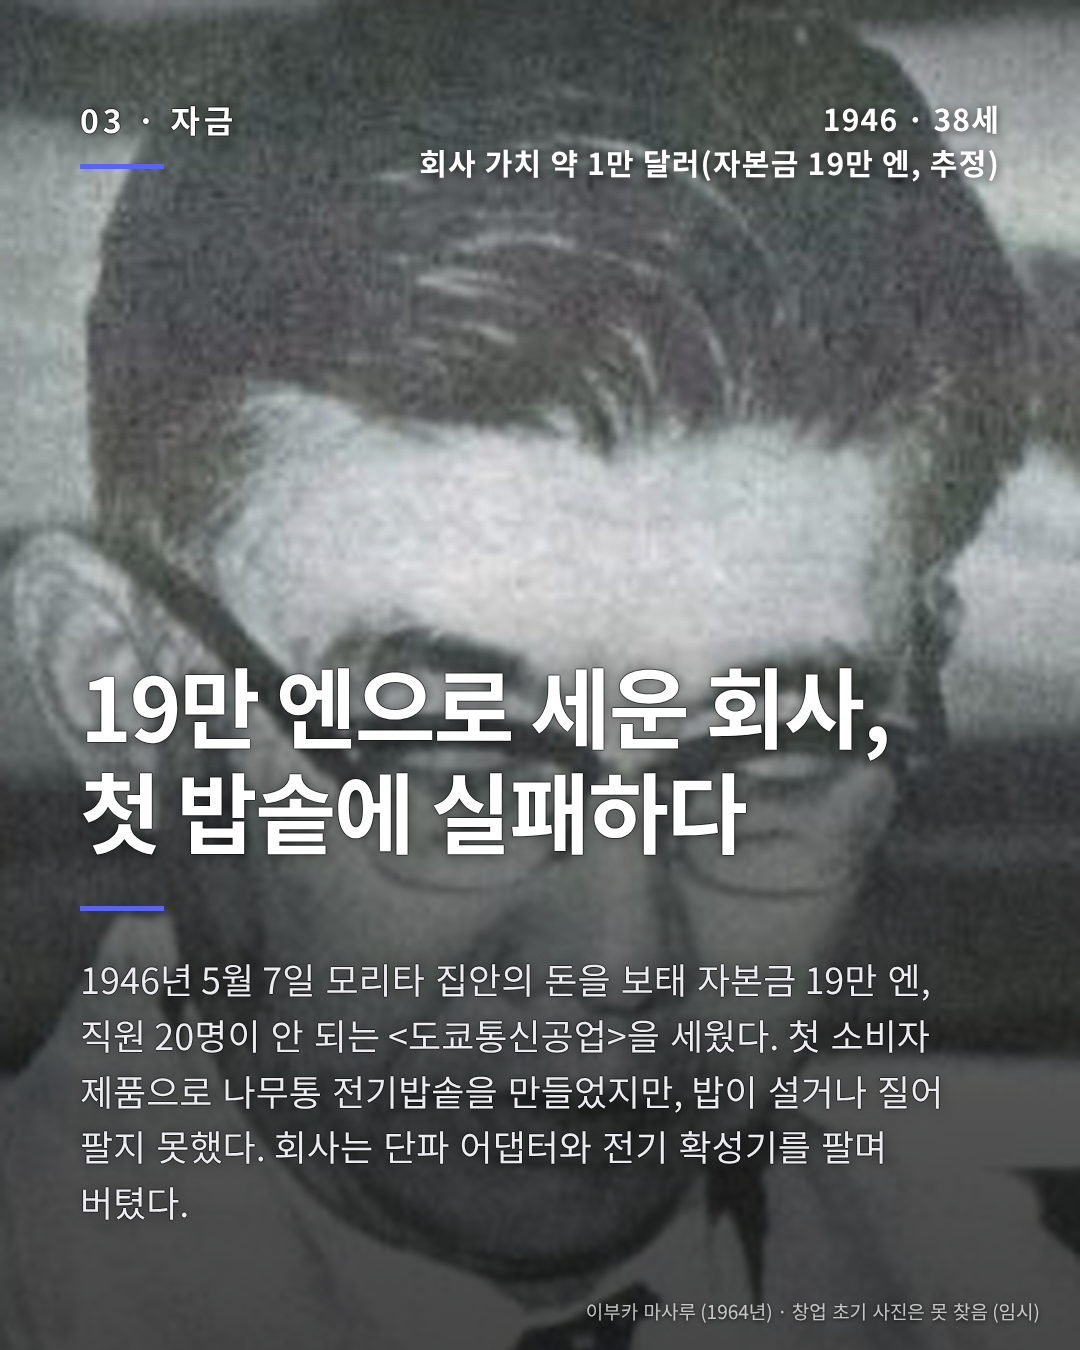 03 · 자금
1946 · 38세
회사 가치 약 1만 달러(자본금 19만 엔, 추정)
19만 엔으로 세운 회사,
첫 밥솥에 실패하다
1946년 5월 7일 모리타 집안의 돈을 보태 자본금 19만 엔,
직원 20명이 안 되는 <도쿄통신공업>을 세웠다. 첫 소비자
제품으로 나무통 전기밥솥을 만들었지만, 밥이 설거나 질어
팔지 못했다. 회사는 단파 어댑터와 전기 확성기를 팔며
버텼다.
이부카 마사루 (1964년) · 창업 초기 사진은 못 찾음 (임시)